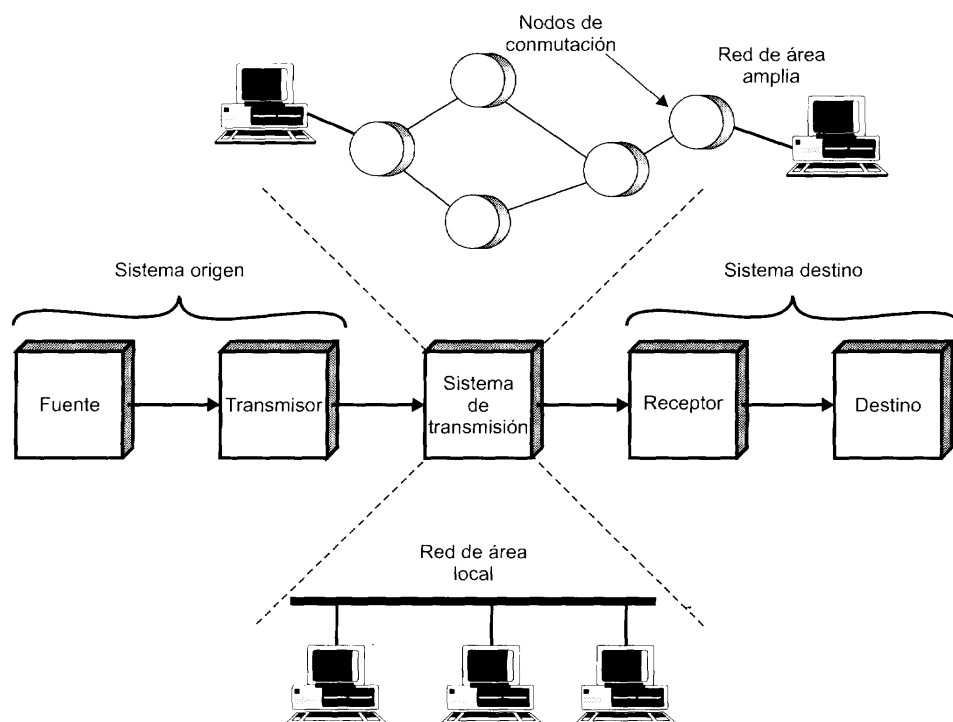 Nodos de
conmutación
Red de área
amplia
Sistema origen
Sistema destino
Fuente
Transmisor
Sistema
de
transmisión
Receptor
Destino
Red de área
local